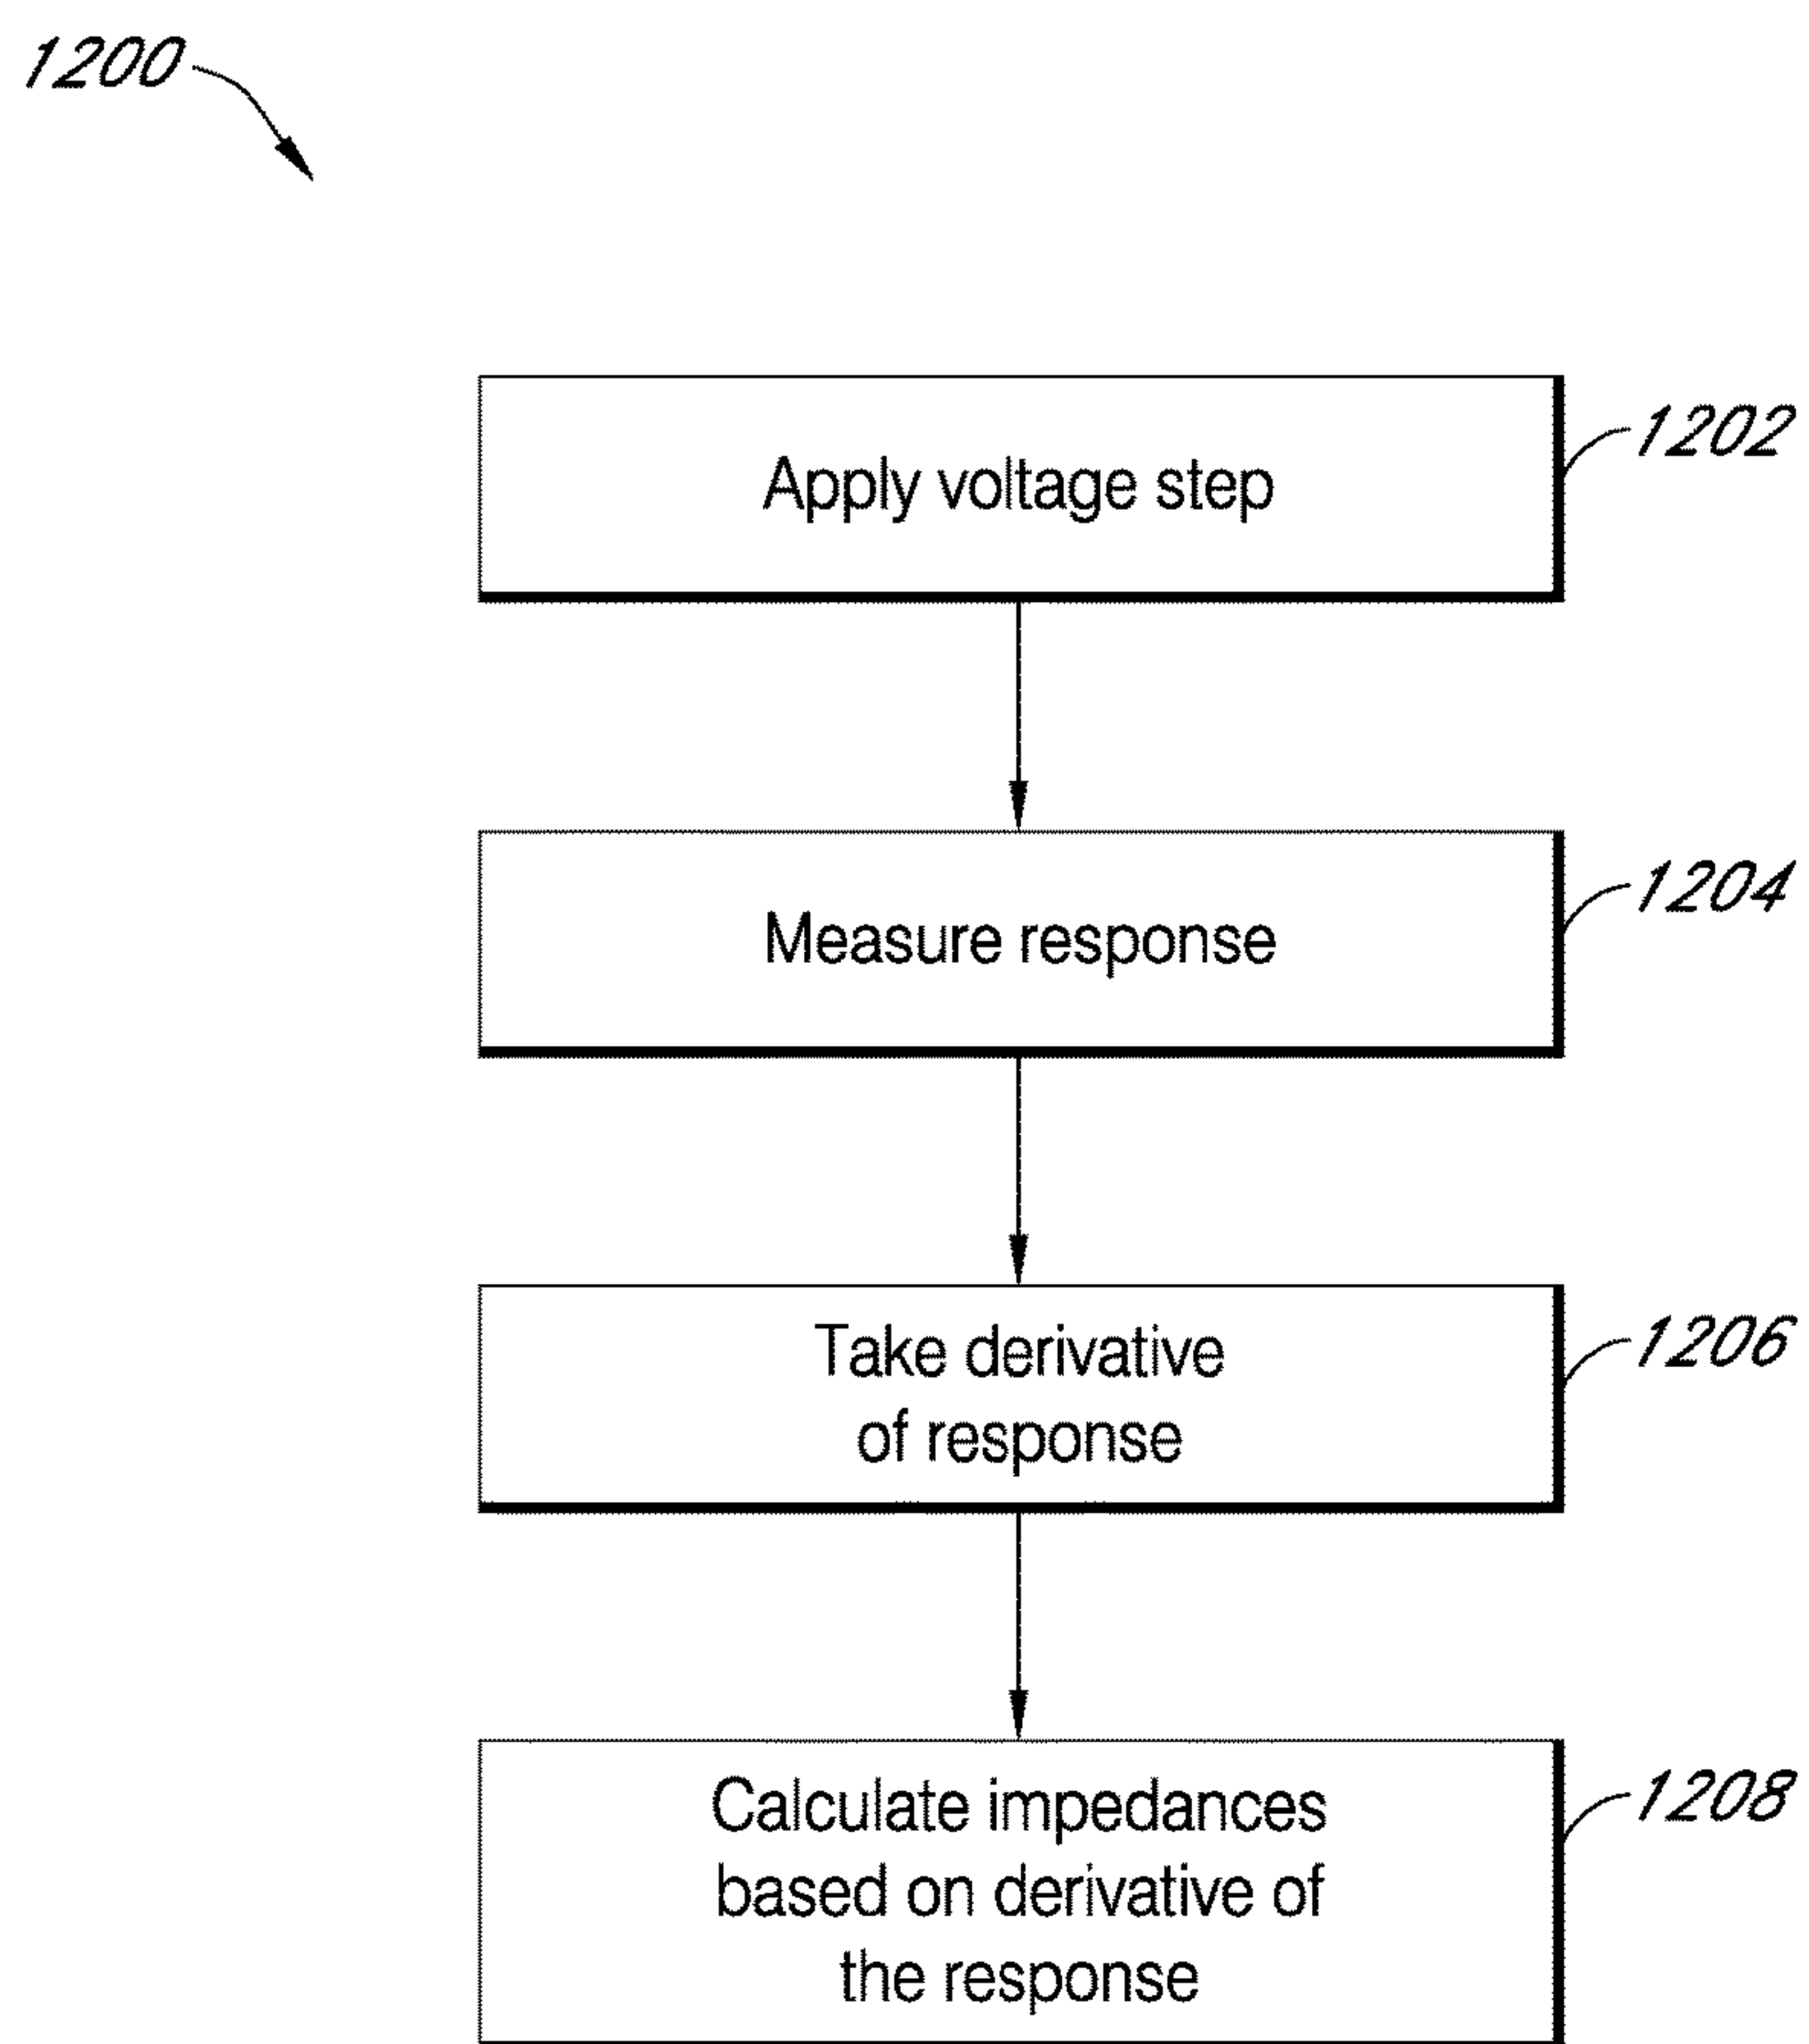 1200
Apply voltage step
1202
Measure response
1204
Take derivative
of response
1206
Calculate impedances
based on derivative of
the response
1208